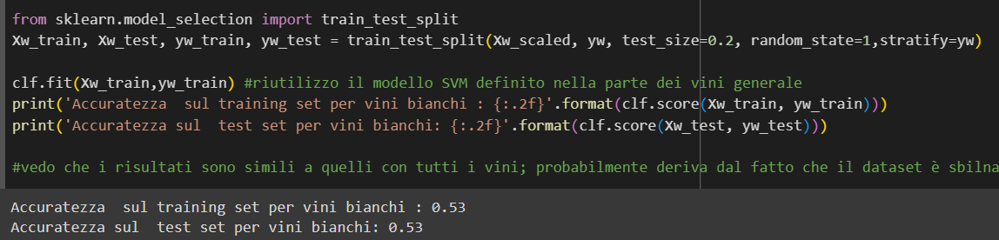 from sklearn.model_selection import train_test_split
Xw_train, Xw_test, yw_train, yw_test = train_test_split(Xw_scaled, yw, test_size=0.2, random_state=1,stratify=yw)
clf.fit(Xw_train,yw_train) #riutilizzo il modello SVM definito nella parte dei vini generale
print('Accuratezza  sul training set per vini bianchi : {:.2f}'.format(clf.score(Xw_train, yw_train)))
print('Accuratezza sul  test set per vini bianchi: {:.2f}'.format(clf.score(Xw_test, yw_test)))
#vedo che i risultati sono simili a quelli con tutti i vini; probabilmente deriva dal fatto che il dataset è sbilna
Accuratezza  sul training set per vini bianchi : 0.53
Accuratezza sul  test set per vini bianchi: 0.53